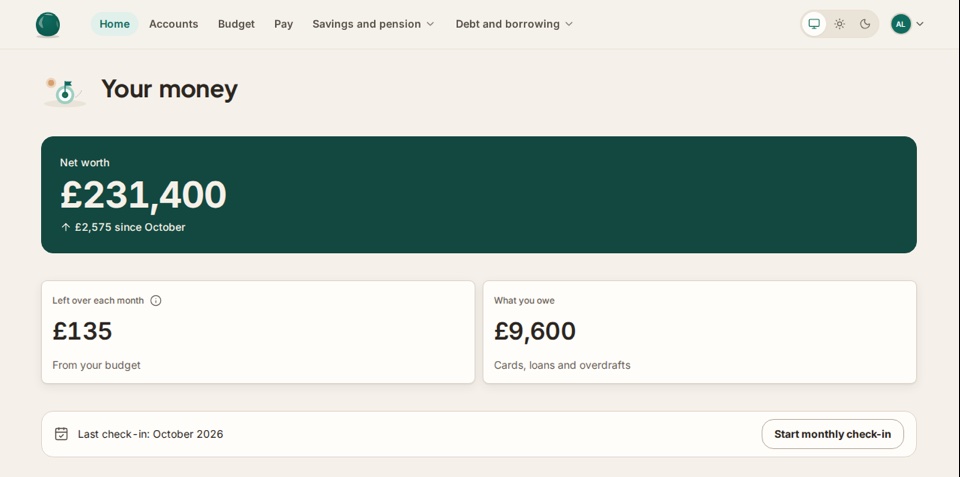 Home Accounts Budget Pay Savings and pension Debt and borrowing AL
Your money
Net worth
£231,400
↑ £2,575 since October
Left over each month
£135
From your budget
What you owe
£9,600
Cards, loans and overdrafts
Last check-in: October 2026
Start monthly check-in